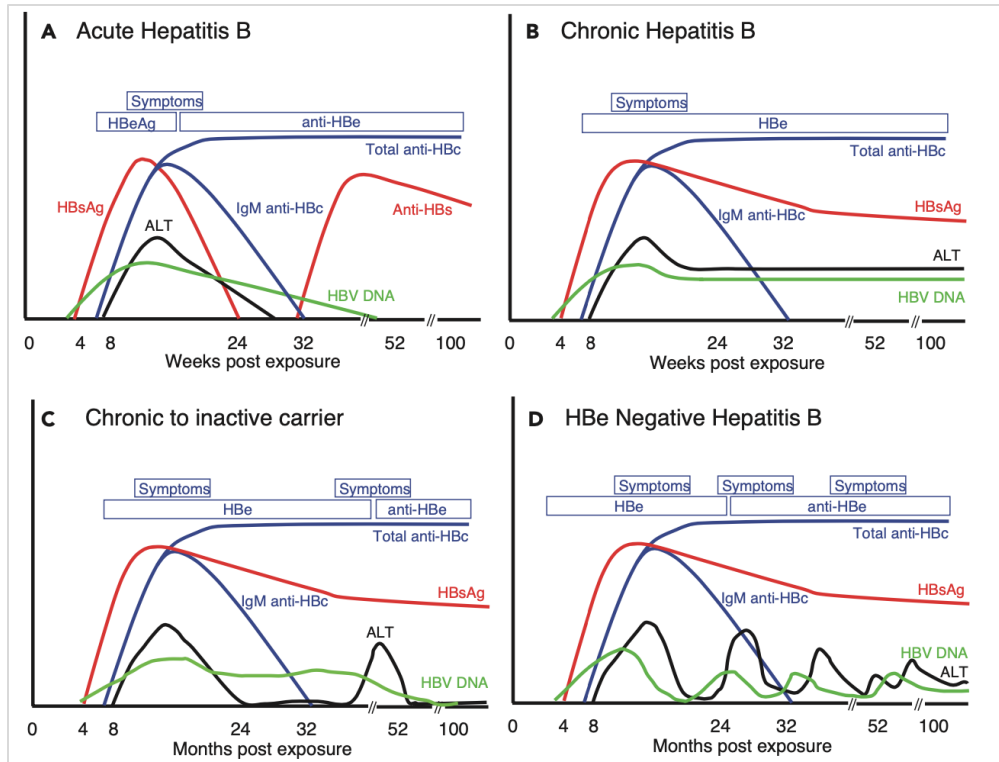 A Acute Hepatitis B
Symptoms
HBeAg
anti-HBe
Total anti-HBc
HBsAg
IgM anti-HBc
Anti-HBs
ALT
HBV DNA
0 4 8 24 32 52 100
Weeks post exposure
B Chronic Hepatitis B
Symptoms
HBe
Total anti-HBc
HBsAg
IgM anti-HBc
ALT
HBV DNA
0 4 8 24 32 52 100
Weeks post exposure
C Chronic to inactive carrier
Symptoms Symptoms
HBe anti-HBe
Total anti-HBc
HBsAg
IgM anti-HBc
ALT
HBV DNA
0 4 8 24 32 52 100
Months post exposure
D HBe Negative Hepatitis B
Symptoms Symptoms Symptoms
HBe anti-HBe
Total anti-HBc
HBsAg
IgM anti-HBc
HBV DNA
ALT
0 4 8 24 32 52 100
Months post exposure